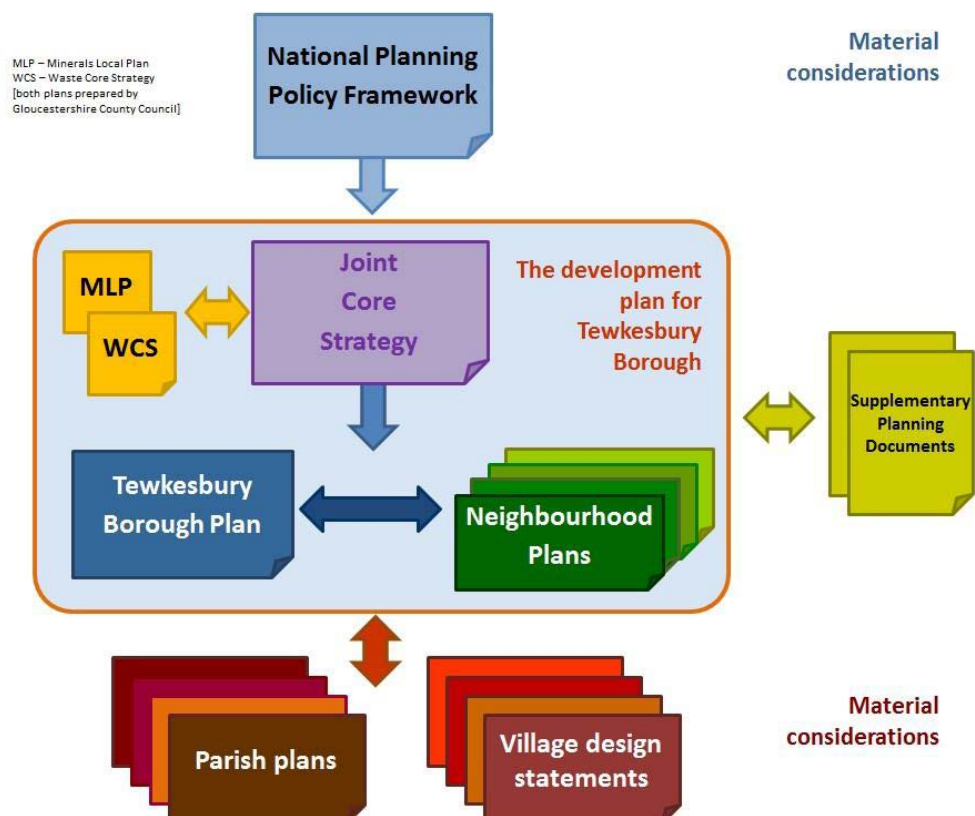 MLP – Minerals Local Plan
WCS – Waste Core Strategy
[both plans prepared by
Gloucestershire County Council]
National Planning
Policy Framework
Material
considerations
MLP
WCS
Joint
Core
Strategy
The development
plan for
Tewkesbury
Borough
Supplementary
Planning
Documents
Tewkesbury
Borough Plan
Neighbourhood
Plans
Parish plans
Village design
statements
Material
considerations